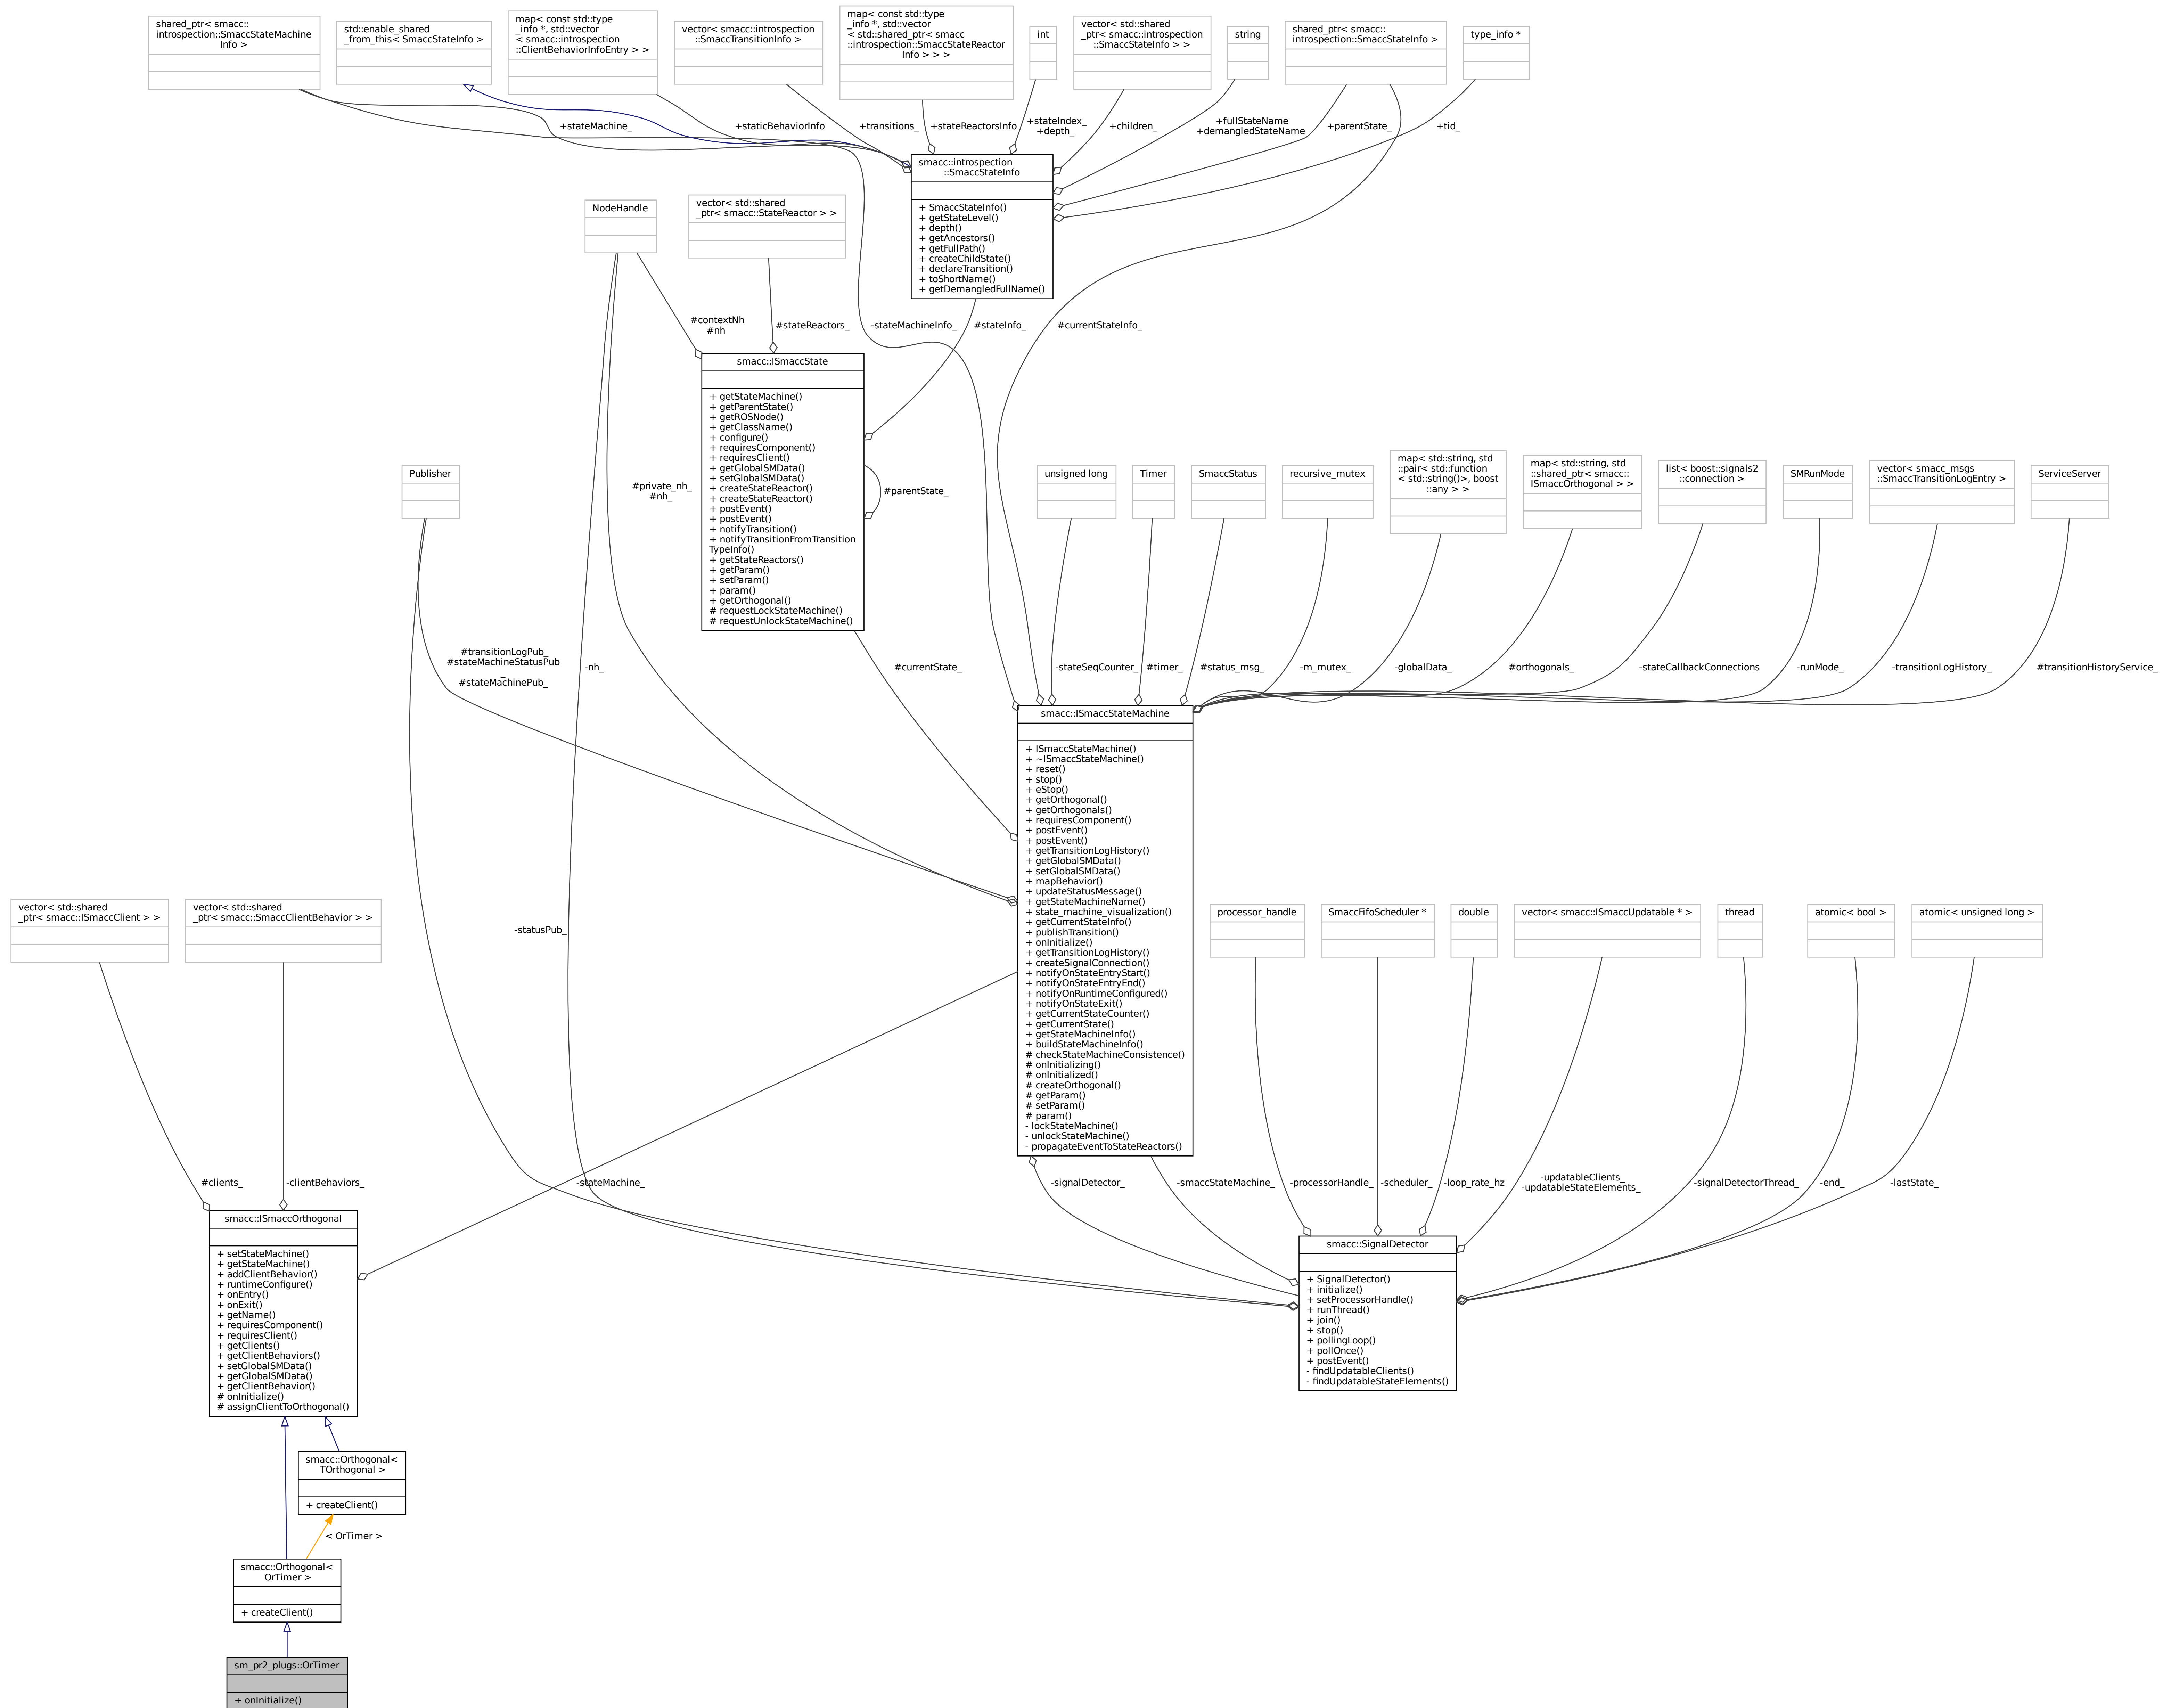 shared_ptr< smacc::
introspection::SmaccStateMachine
Info >
std::enable_shared
_from_this< SmaccStateInfo >
map< const std::type
_info *, std::vector
< smacc::introspection
::ClientBehaviorInfoEntry > >
vector< smacc::introspection
::SmaccTransitionInfo >
map< const std::type
_info *, std::vector
< std::shared_ptr< smacc
::introspection::SmaccStateReactor
Info > > >
int
vector< std::shared
_ptr< smacc::introspection
::SmaccStateInfo > >
string
shared_ptr< smacc::
introspection::SmaccStateInfo >
type_info *
+stateMachine_
+staticBehaviorInfo
+transitions_
+stateReactorsInfo
+stateIndex_
+depth_
+children_
+fullStateName
+demangledStateName
+parentState_
+tid_
smacc::introspection
::SmaccStateInfo
+ SmaccStateInfo()
+ getStateLevel()
+ depth()
+ getAncestors()
+ getFullPath()
+ createChildState()
+ declareTransition()
+ toShortName()
+ getDemangledFullName()
NodeHandle
vector< std::shared
_ptr< smacc::StateReactor > >
#contextNh
#nh
#stateReactors_
-stateMachineInfo_
#stateInfo_
#currentStateInfo_
smacc::ISmaccState
+ getStateMachine()
+ getParentState()
+ getROSNode()
+ getClassName()
+ configure()
+ requiresComponent()
+ requiresClient()
+ getGlobalSMData()
+ setGlobalSMData()
+ createStateReactor()
+ createStateReactor()
+ postEvent()
+ postEvent()
+ notifyTransition()
+ notifyTransitionFromTransition
TypeInfo()
+ getStateReactors()
+ getParam()
+ setParam()
+ param()
+ getOrthogonal()
# requestLockStateMachine()
# requestUnlockStateMachine()
#parentState_
Publisher
#private_nh_
#nh_
unsigned long
Timer
SmaccStatus
recursive_mutex
map< std::string, std
::pair< std::function
< std::string()>, boost
::any > >
map< std::string, std
::shared_ptr< smacc::
ISmaccOrthogonal > >
list< boost::signals2
::connection >
SMRunMode
vector< smacc_msgs
::SmaccTransitionLogEntry >
ServiceServer
#transitionLogPub_
#stateMachineStatusPub
_
#stateMachinePub_
-nh_
#currentState_
-stateSeqCounter_
#timer_
#status_msg_
-m_mutex_
-globalData_
#orthogonals_
-stateCallbackConnections
-runMode_
-transitionLogHistory_
#transitionHistoryService_
smacc::ISmaccStateMachine
+ ISmaccStateMachine()
+ ~ISmaccStateMachine()
+ reset()
+ stop()
+ eStop()
+ getOrthogonal()
+ getOrthogonals()
+ requiresComponent()
+ postEvent()
+ postEvent()
+ getTransitionLogHistory()
+ getGlobalSMData()
+ setGlobalSMData()
+ mapBehavior()
+ updateStatusMessage()
+ getStateMachineName()
+ state_machine_visualization()
+ getCurrentStateInfo()
+ publishTransition()
+ onInitialize()
+ getTransitionLogHistory()
+ createSignalConnection()
+ notifyOnStateEntryStart()
+ notifyOnStateEntryEnd()
+ notifyOnRuntimeConfigured()
+ notifyOnStateExit()
+ getCurrentStateCounter()
+ getCurrentState()
+ getStateMachineInfo()
+ buildStateMachineInfo()
# checkStateMachineConsistence()
# onInitializing()
# onInitialized()
# createOrthogonal()
# getParam()
# setParam()
# param()
- lockStateMachine()
- unlockStateMachine()
- propagateEventToStateReactors()
vector< std::shared
_ptr< smacc::ISmaccClient > >
vector< std::shared
_ptr< smacc::SmaccClientBehavior > >
-statusPub_
processor_handle
SmaccFifoScheduler *
double
vector< smacc::ISmaccUpdatable * >
thread
atomic< bool >
atomic< unsigned long >
#clients_
-clientBehaviors_
-stateMachine_
-signalDetector_
-smaccStateMachine_
-processorHandle_
-scheduler_
-loop_rate_hz
-updatableClients_
-updatableStateElements_
-signalDetectorThread_
-end_
-lastState_
smacc::ISmaccOrthogonal
+ setStateMachine()
+ getStateMachine()
+ addClientBehavior()
+ runtimeConfigure()
+ onEntry()
+ onExit()
+ getName()
+ requiresComponent()
+ requiresClient()
+ getClients()
+ getClientBehaviors()
+ setGlobalSMData()
+ getGlobalSMData()
+ getClientBehavior()
# onInitialize()
# assignClientToOrthogonal()
smacc::SignalDetector
+ SignalDetector()
+ initialize()
+ setProcessorHandle()
+ runThread()
+ join()
+ stop()
+ pollingLoop()
+ pollOnce()
+ postEvent()
- findUpdatableClients()
- findUpdatableStateElements()
smacc::Orthogonal<
TOrthogonal >
+ createClient()
< OrTimer >
smacc::Orthogonal<
OrTimer >
+ createClient()
sm_pr2_plugs::OrTimer
+ onInitialize()